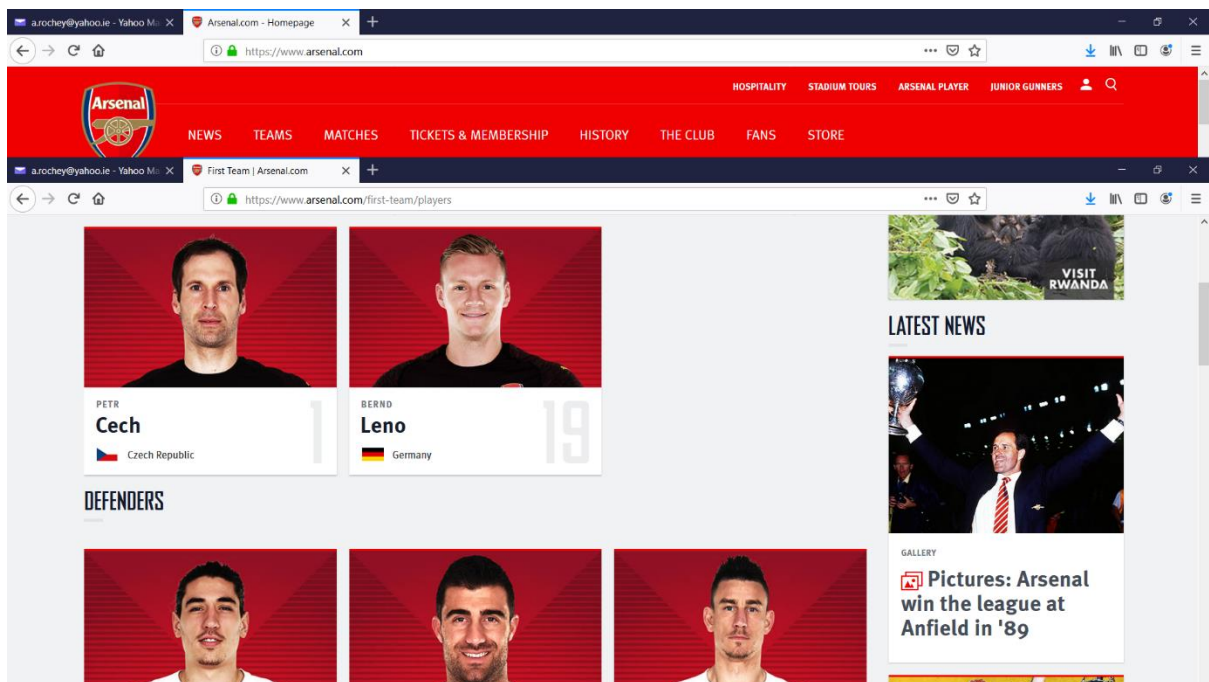 a.rochey@yahoo.ie - Yahoo Ma
Arsenal.com - Homepage
https://www.arsenal.com
HOSPITALITY STADIUM TOURS ARSENAL PLAYER JUNIOR GUNNERS
Arsenal
NEWS TEAMS MATCHES TICKETS & MEMBERSHIP HISTORY THE CLUB FANS STORE
a.rochey@yahoo.ie - Yahoo Ma
First Team | Arsenal.com
https://www.arsenal.com/first-team/players
VISIT
RWANDA
LATEST NEWS
PETR
Cech
1
Czech Republic
BERND
Leno
19
Germany
DEFENDERS
GALLERY
Pictures: Arsenal
win the league at
Anfield in '89